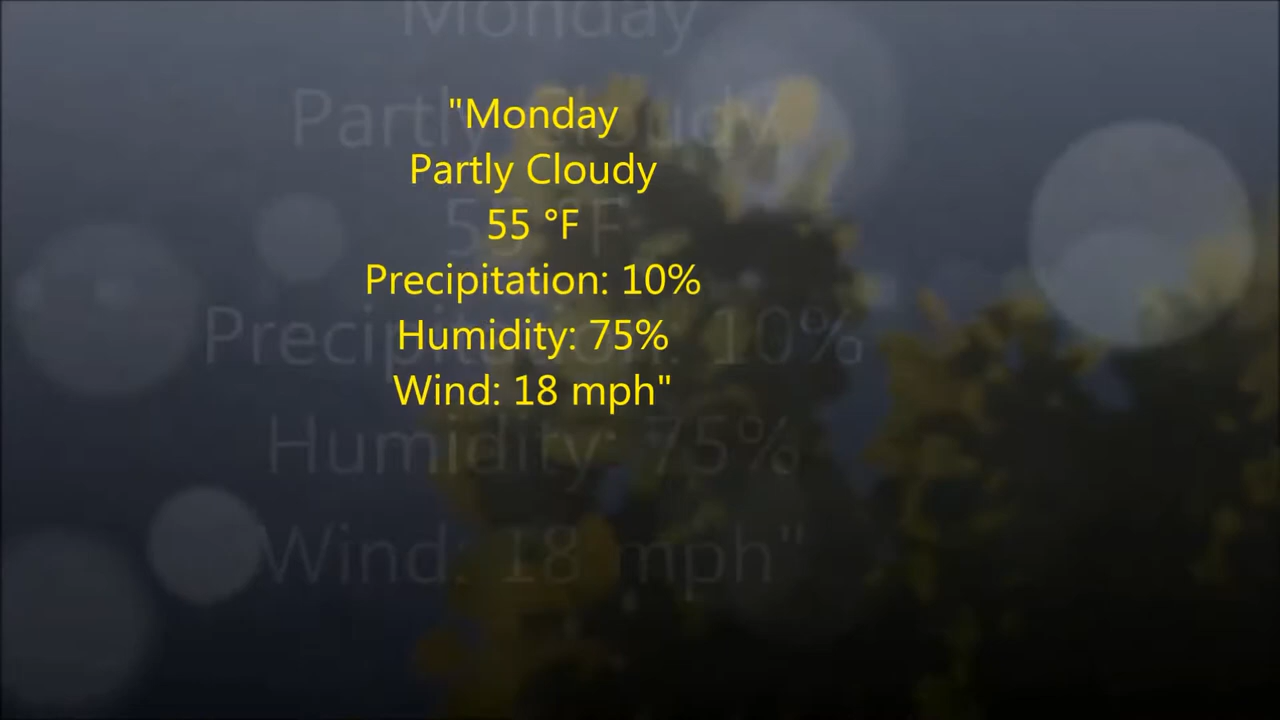 "Monday
Partly Cloudy
55 °F
Precipitation: 10%
Humidity: 75%
Wind: 18 mph"